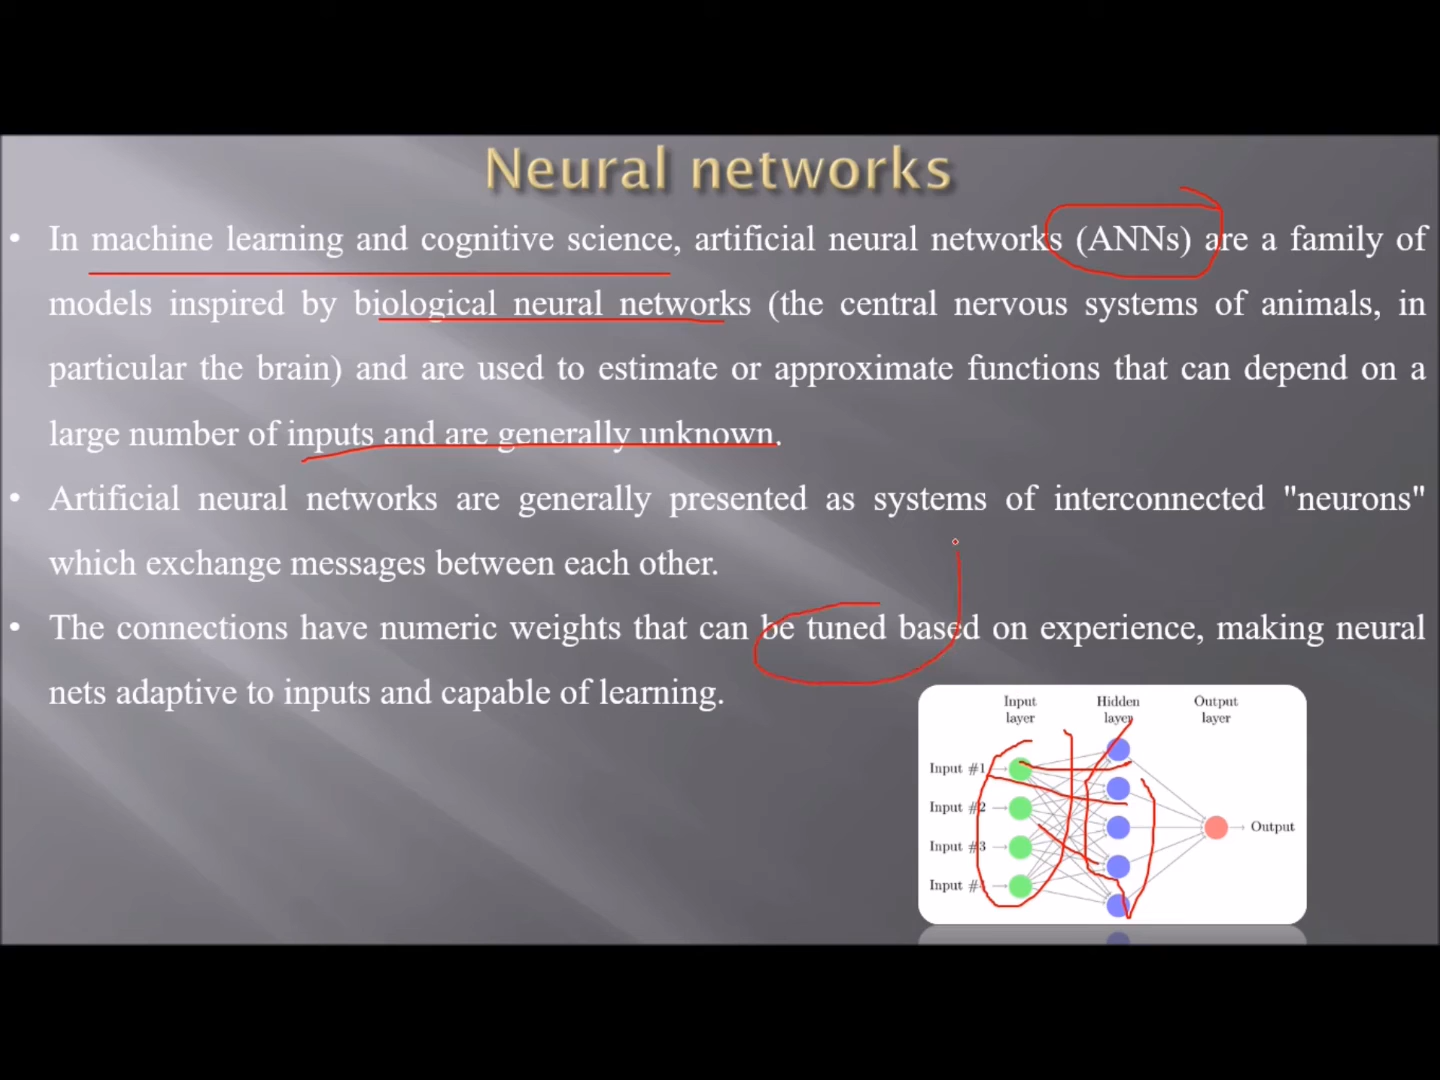 Neural networks
• In machine learning and cognitive science, artificial neural networks (ANNs) are a family of
models inspired by biological neural networks (the central nervous systems of animals, in
particular the brain) and are used to estimate or approximate functions that can depend on a
large number of inputs and are generally unknown.
• Artificial neural networks are generally presented as systems of interconnected "neurons"
which exchange messages between each other.
• The connections have numeric weights that can be tuned based on experience, making neural
nets adaptive to inputs and capable of learning.
Input layer
Hidden layer
Output layer
Input #1
Input #2
Input #3
Input #
Output